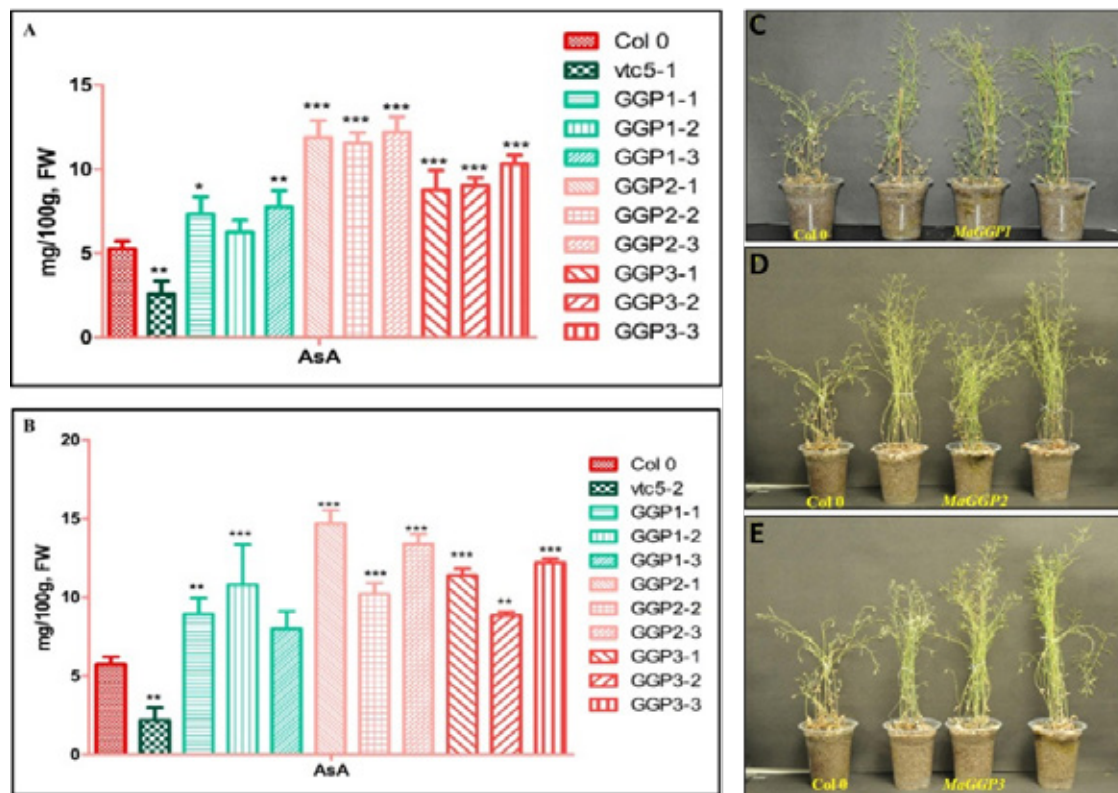 A
mg/100g, FW
15
10
5
0
*
**
**
***
***
***
***
***
***
AsA
Col 0
vtc5-1
GGP1-1
GGP1-2
GGP1-3
GGP2-1
GGP2-2
GGP2-3
GGP3-1
GGP3-2
GGP3-3
B
mg/100g, FW
20
15
10
5
0
**
**
***
***
***
***
***
**
***
AsA
Col 0
vtc5-2
GGP1-1
GGP1-2
GGP1-3
GGP2-1
GGP2-2
GGP2-3
GGP3-1
GGP3-2
GGP3-3
C
Col 0 MaGGP1
D
Col 0 MaGGP2
E
Col 0 MaGGP3